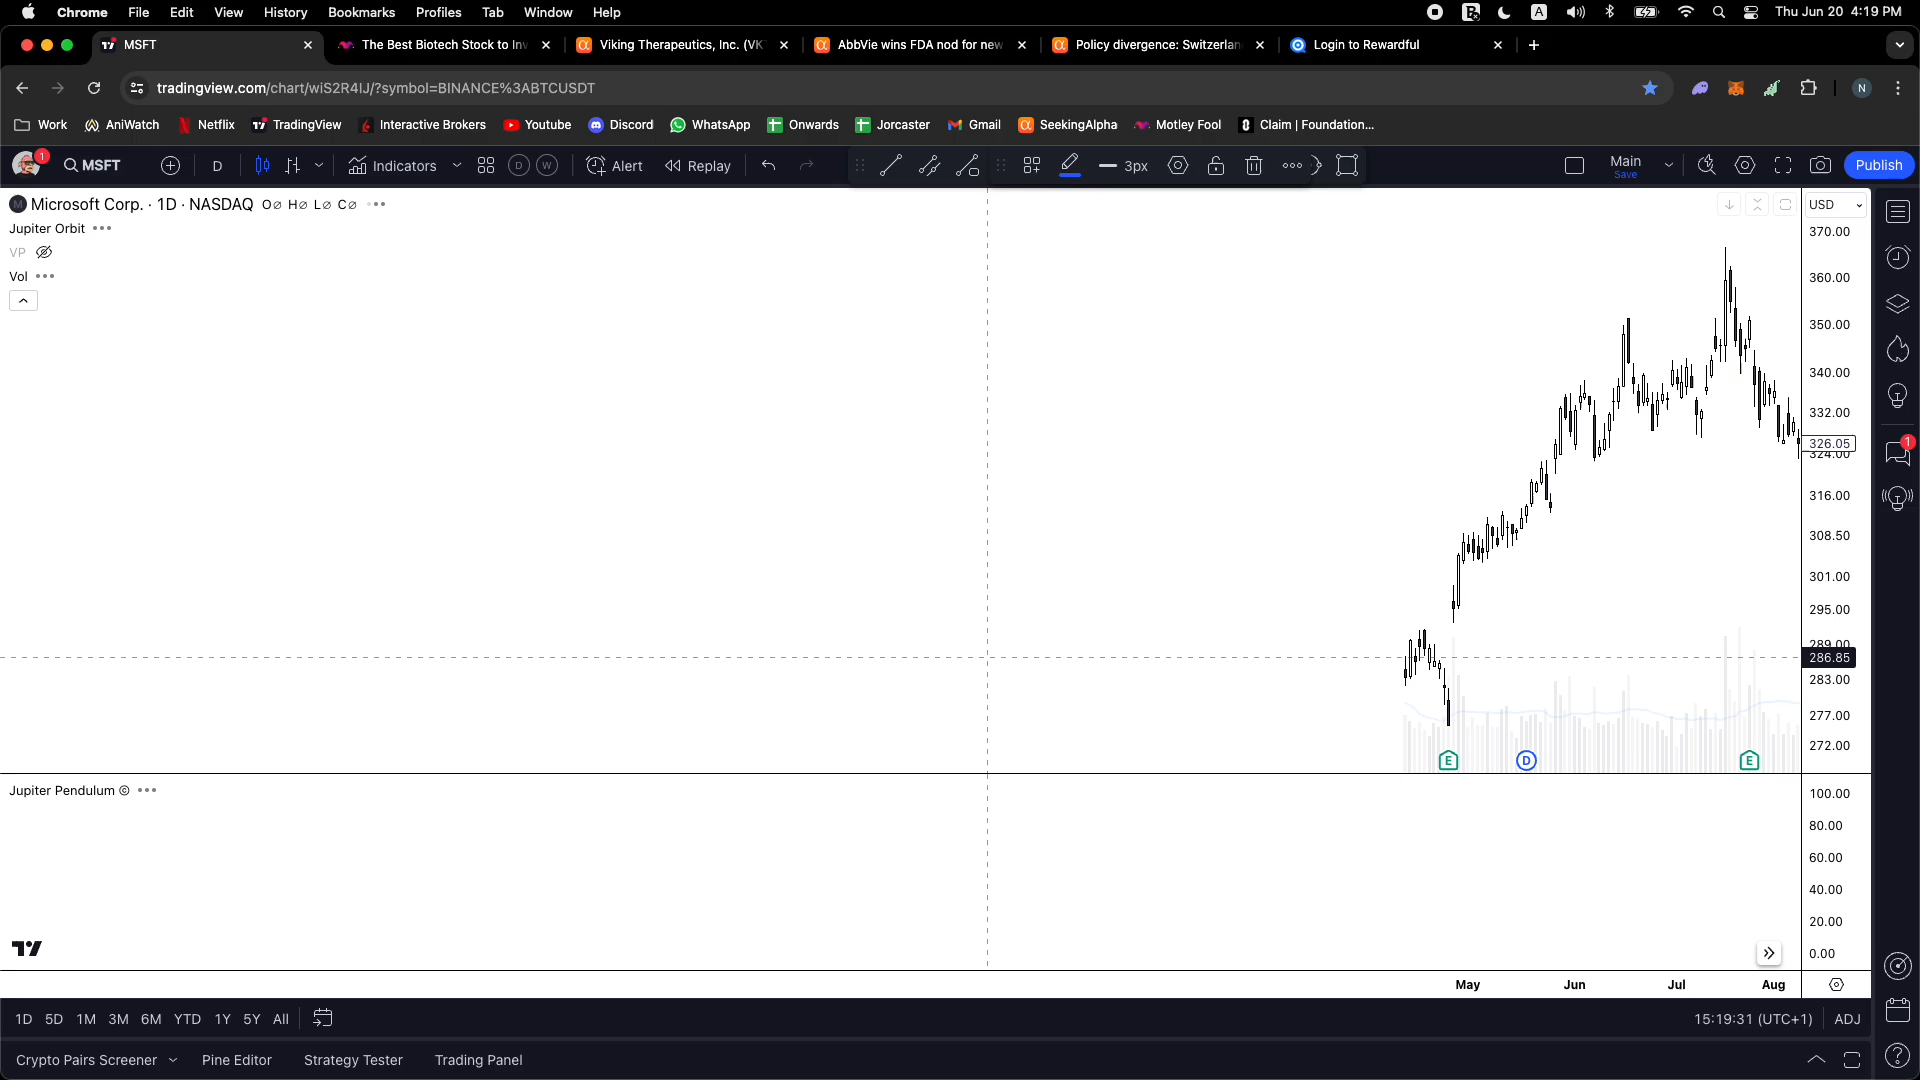 Chrome File Edit View History Bookmarks Profiles Tab Window Help A Thu Jun 20 4:19 PM
MSFT The Best Biotech Stock to Inv Viking Therapeutics, Inc. (VK AbbVie wins FDA nod for new Policy divergence: Switzerlan Login to Rewardful
tradingview.com/chart/wiS2R4IJ/?symbol=BINANCE%3ABTCUSDT N
Work AniWatch Netflix TradingView Interactive Brokers Youtube Discord WhatsApp Onwards Jorcaster Gmail SeekingAlpha Motley Fool Claim | Foundation...
1 MSFT D Indicators D W Alert Replay 3px Main Save Publish
M Microsoft Corp. · 1D · NASDAQ O∅ H∅ L∅ C∅ USD
Jupiter Orbit
VP
Vol
370.00
360.00
350.00
340.00
332.00
326.05
324.00
316.00
308.50
301.00
295.00
289.00
286.85
283.00
277.00
272.00
1
E D E
Jupiter Pendulum ©
100.00
80.00
60.00
40.00
20.00
0.00
May Jun Jul Aug
1D 5D 1M 3M 6M YTD 1Y 5Y All 15:19:31 (UTC+1) ADJ
Crypto Pairs Screener Pine Editor Strategy Tester Trading Panel